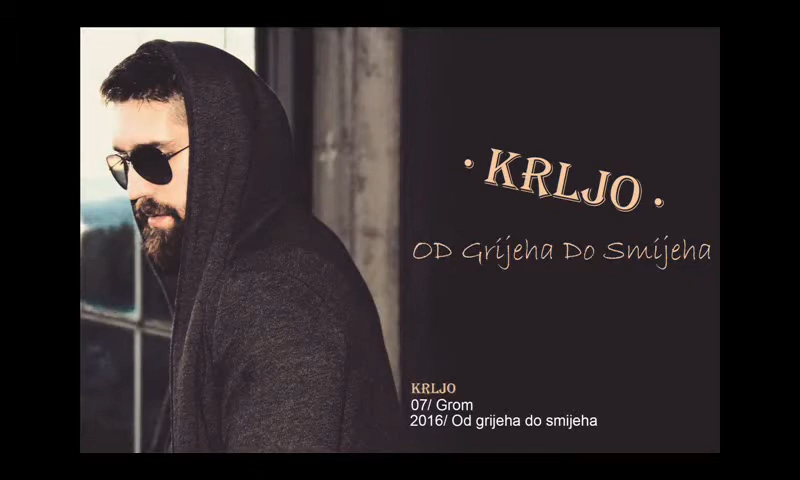 · KRLJO ·
OD Grijeha Do Smijeha
KRLJO
07/ Grom
2016/ Od grijeha do smijeha